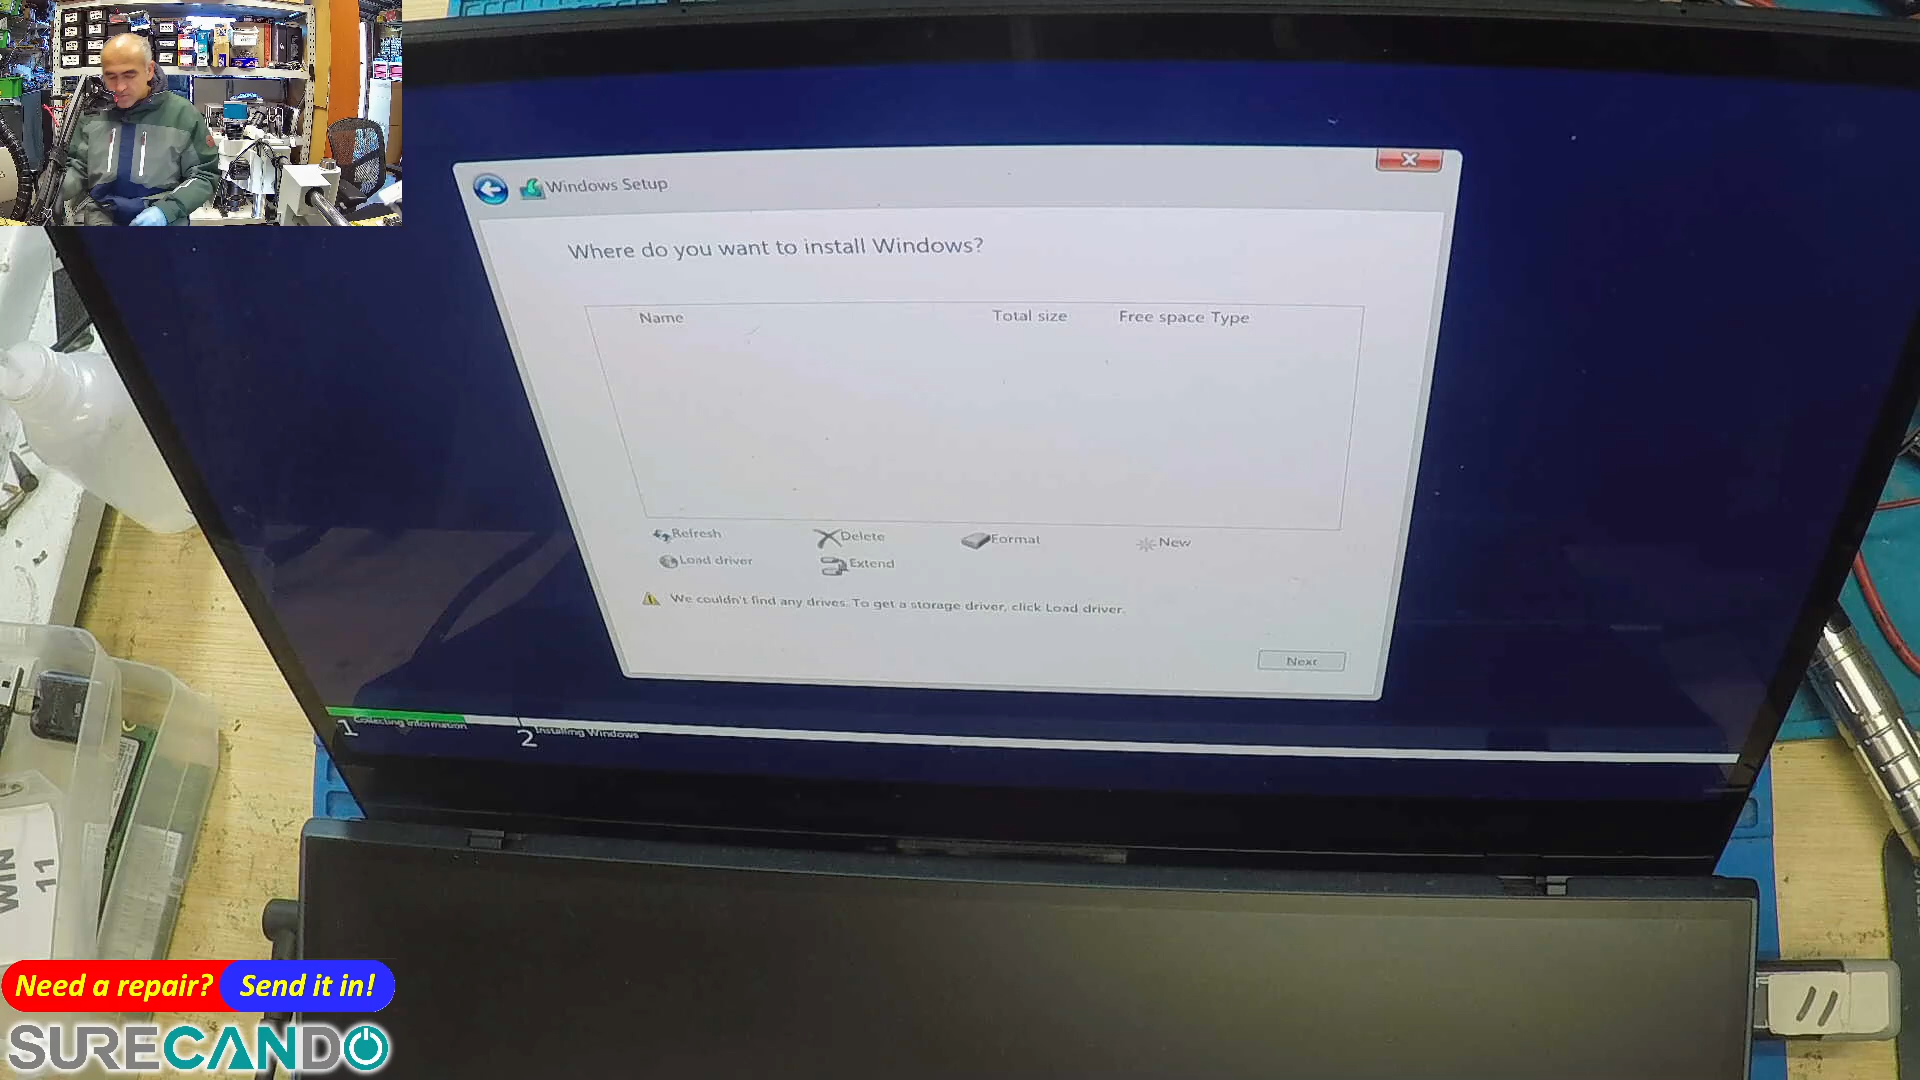 Windows Setup
Where do you want to install Windows?
Name Total size Free space Type
Refresh Delete Format New
Load driver Extend
We couldn't find any drives. To get a storage driver, click Load driver.
Next
1 Collecting information 2 Installing Windows
WIN
11
Need a repair? Send it in!
SURECANDO